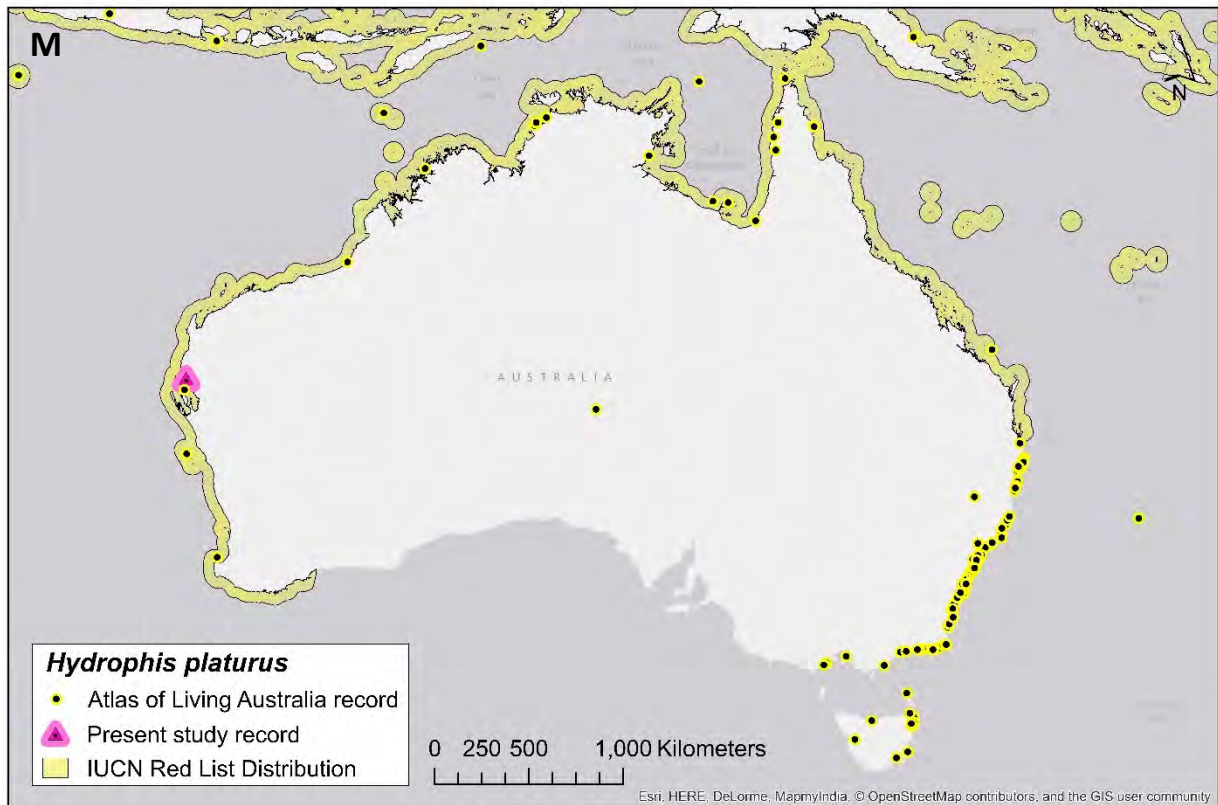 M
N
AUSTRALIA
Hydrophis platurus
Atlas of Living Australia record
Present study record
IUCN Red List Distribution
0 250 500 1,000 Kilometers
Esri, HERE, DeLorme, MapmyIndia, © OpenStreetMap contributors, and the GIS user community